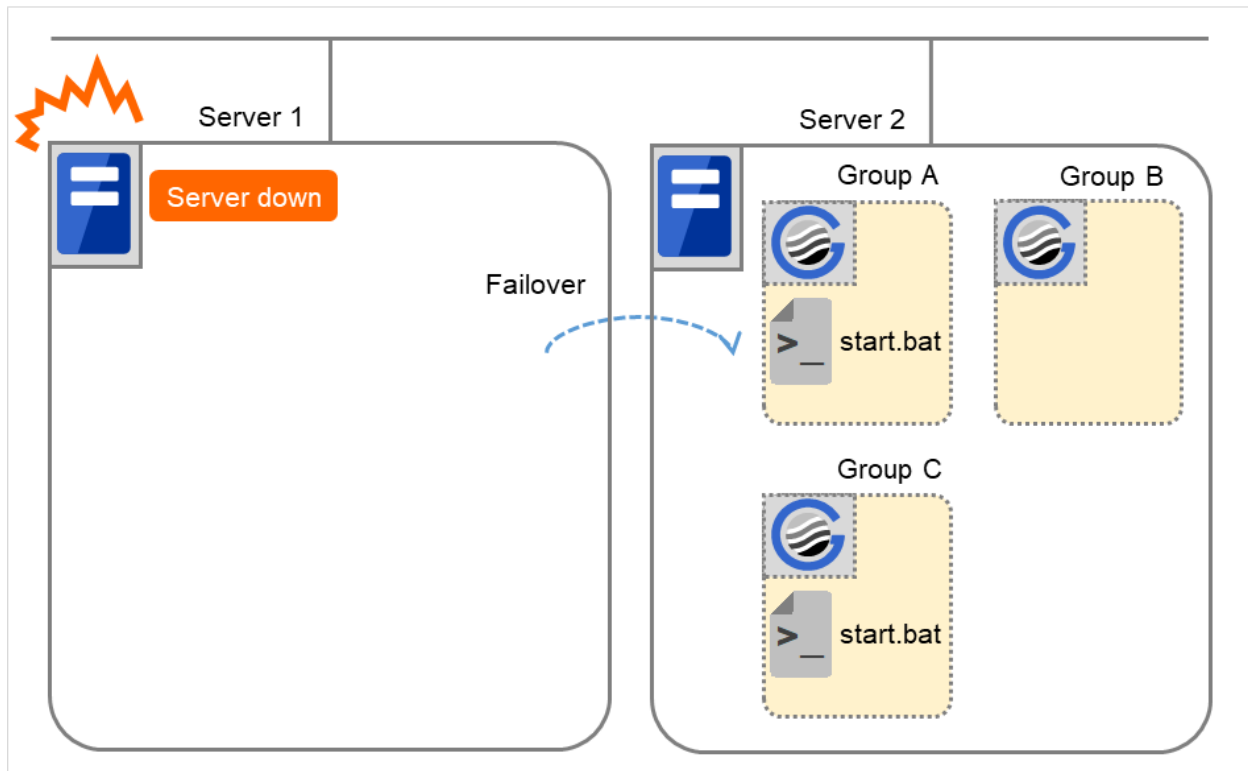 Server 1
Server 2
Server down
Group A
Group B
Failover
start.bat
Group C
start.bat